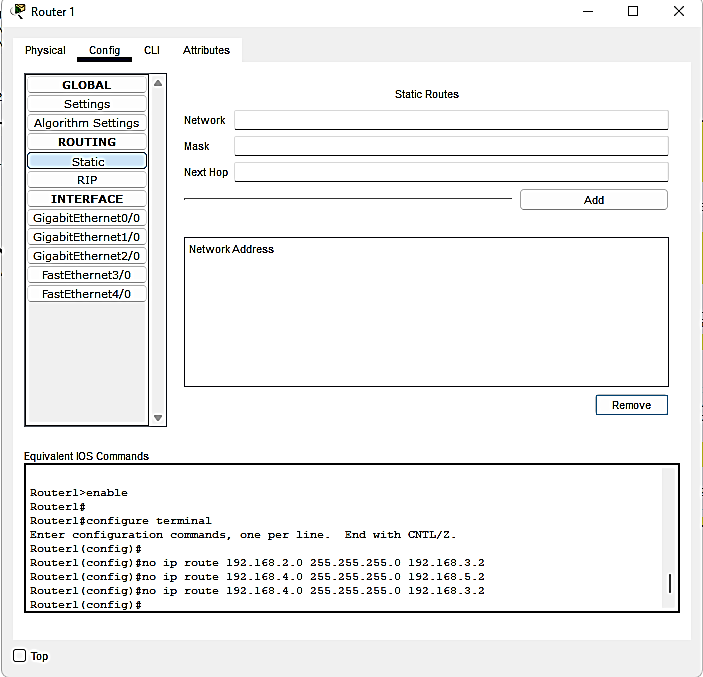 Router 1
Physical Config CLI Attributes
GLOBAL
Settings
Algorithm Settings
ROUTING
Static
RIP
INTERFACE
GigabitEthernet0/0
GigabitEthernet1/0
GigabitEthernet2/0
FastEthernet3/0
FastEthernet4/0
Static Routes
Network
Mask
Next Hop
Add
Network Address
Remove
Equivalent IOS Commands
Router1>enable
Router1#
Router1#configure terminal
Enter configuration commands, one per line.  End with CNTL/Z.
Router1(config)#
Router1(config)#no ip route 192.168.2.0 255.255.255.0 192.168.3.2
Router1(config)#no ip route 192.168.4.0 255.255.255.0 192.168.5.2
Router1(config)#no ip route 192.168.4.0 255.255.255.0 192.168.3.2
Router1(config)#
Top